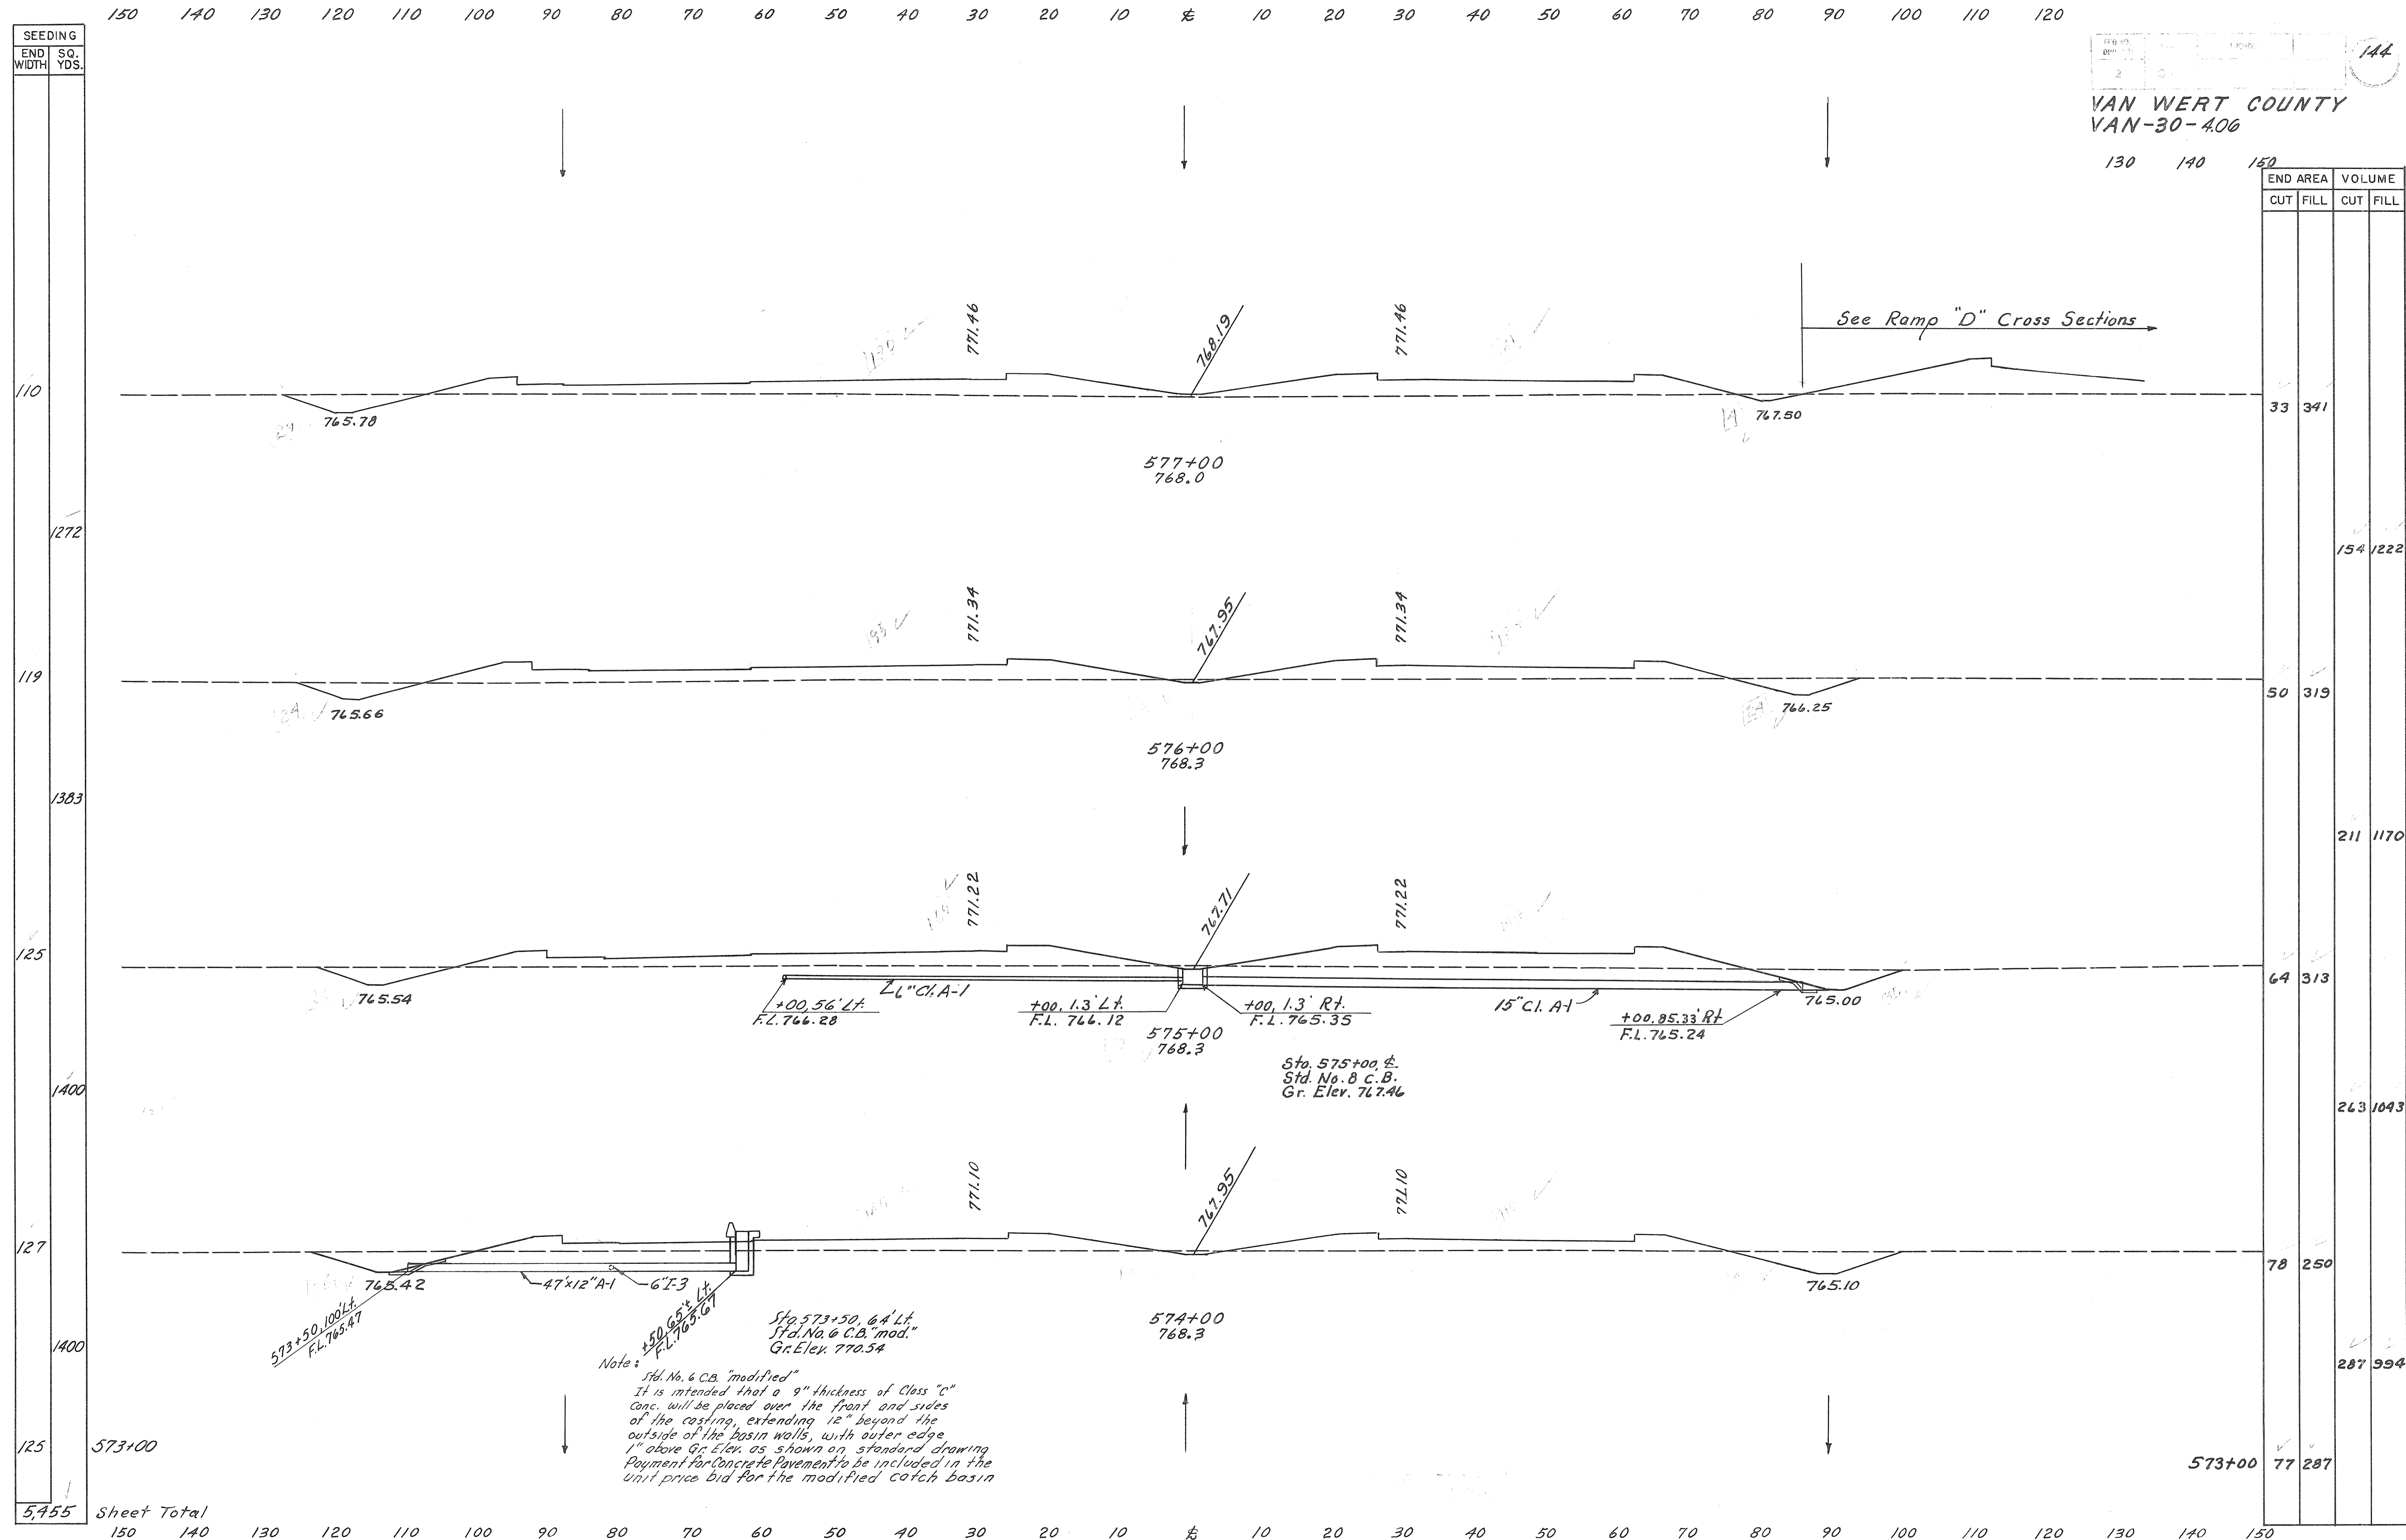 150 140 130 120 110 100 90 80 70 60 50 40 30 20 10 ℄ 10 20 30 40 50 60 70 80 90 100 110 120
SEEDING
END WIDTH SQ. YDS.
144
VAN WERT COUNTY
VAN-30-4.06
130 140 150
END AREA VOLUME
CUT FILL CUT FILL
771.46 768.19 771.46
See Ramp "D" Cross Sections
110
765.78 767.50
33 341
577+00
768.0
1272
154 1222
771.34 767.95 771.34
119
765.66 766.25
50 319
576+00
768.3
1383
211 1170
771.22 767.71 771.22
125
765.54 765.00
64 313
6" Cl. A-1
15" Cl. A-1
+00, 56' Lt.
F.L. 766.28
+00, 1.3' Lt.
F.L. 766.12
+00, 1.3' Rt.
F.L. 765.35
+00, 85.33' Rt
F.L. 765.24
575+00
768.3
Sta. 575+00, ℄
Std. No. 8 C.B.
Gr. Elev. 767.46
1400
263 1043
771.10 767.95 771.10
127
765.42 765.10
78 250
47'x12" A-1
6" I-3
573+50, 100' Lt.
F.L. 765.47
+50, 65'± Lt.
F.L. 765.67
Sta. 573+50, 64' Lt.
Std. No. 6 C.B. "mod."
Gr. Elev. 770.54
574+00
768.3
1400
287 994
Note:
Std. No. 6 C.B. "modified"
It is intended that a 9" thickness of Class "C"
Conc. will be placed over the front and sides
of the casting, extending 12" beyond the
outside of the basin walls, with outer edge
1" above Gr. Elev. as shown on standard drawing
Payment for Concrete Pavement to be included in the
unit price bid for the modified catch basin
125 573+00
573+00 77 287
5,455 Sheet Total
150 140 130 120 110 100 90 80 70 60 50 40 30 20 10 ℄ 10 20 30 40 50 60 70 80 90 100 110 120 130 140 150